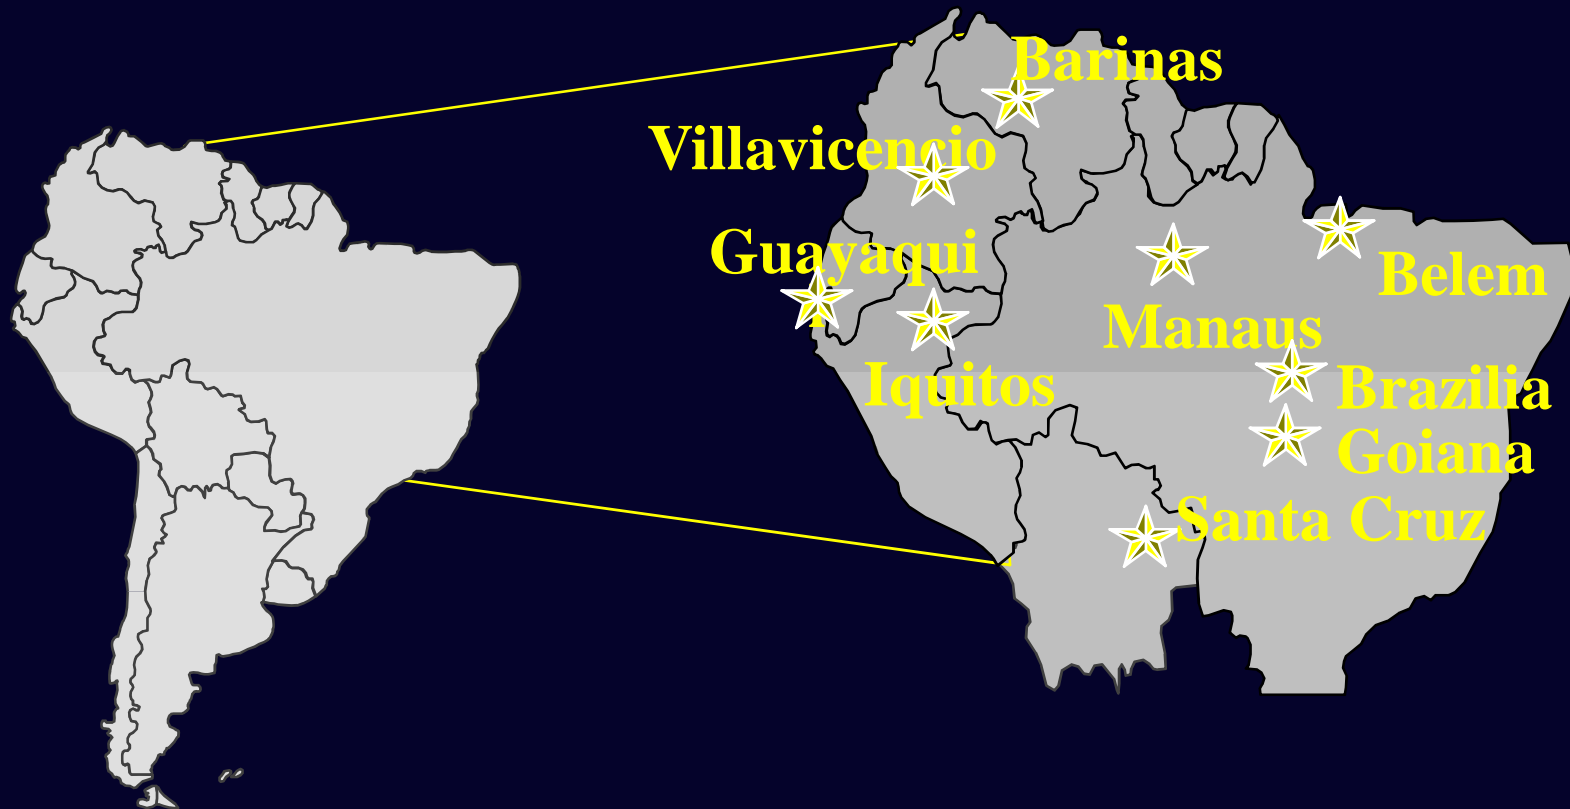 Barinas
Villavicencio
Guayaqui
l
Belem
Manaus
Iquitos
Brazilia
Goiana
Santa Cruz